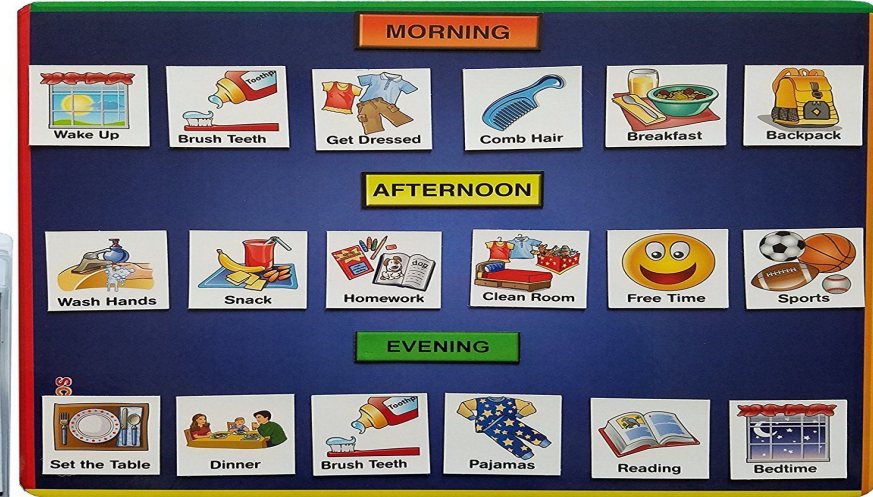 MORNING
Wake Up
Brush Teeth
Toothp
Get Dressed
Comb Hair
Breakfast
Backpack
AFTERNOON
Wash Hands
Snack
Homework
dog
Clean Room
Free Time
Sports
EVENING
SC
Set the Table
Dinner
Brush Teeth
Toothp
Pajamas
Reading
Bedtime